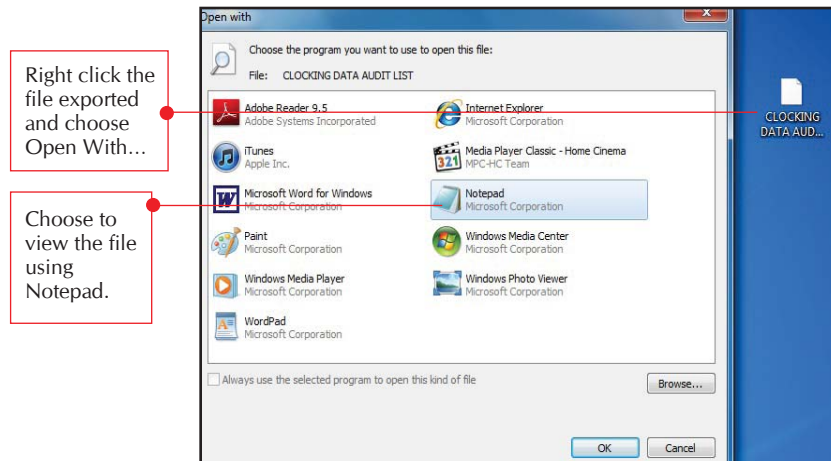 Open with
Choose the program you want to use to open this file:
File: CLOCKING DATA AUDIT LIST
Right click the
file exported
and choose
Open With...
Adobe Reader 9.5
Adobe Systems Incorporated
Internet Explorer
Microsoft Corporation
CLOCKING
DATA AUD...
iTunes
Apple Inc.
Media Player Classic - Home Cinema
MPC-HC Team
321
Choose to
view the file
using
Notepad.
W
Microsoft Word for Windows
Microsoft Corporation
Notepad
Microsoft Corporation
Paint
Microsoft Corporation
Windows Media Center
Microsoft Corporation
Windows Media Player
Microsoft Corporation
Windows Photo Viewer
Microsoft Corporation
WordPad
Microsoft Corporation
Always use the selected program to open this kind of file
Browse...
OK
Cancel